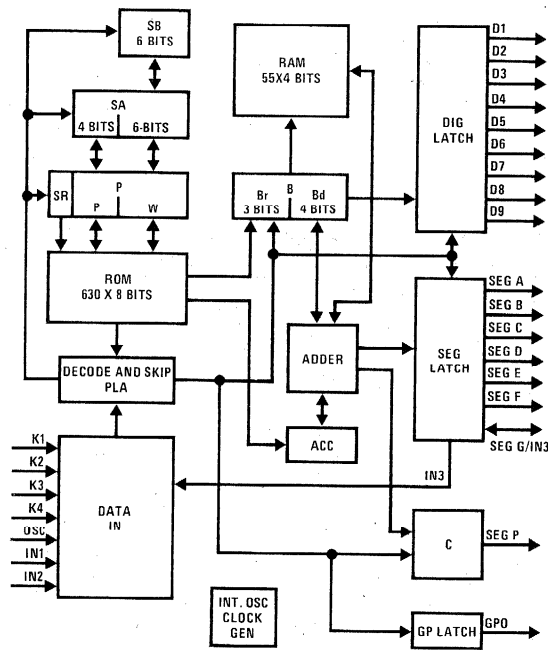 SB
6 BITS
SA
4 BITS
6-BITS
SR
P
P
W
ROM
630 X 8 BITS
DECODE AND SKIP
PLA
K1
K2
K3
K4
OSC
IN1
IN2
DATA
IN
RAM
55X4 BITS
B
Br
Bd
3 BITS
4 BITS
ADDER
ACC
INT. OSC
CLOCK
GEN
DIG
LATCH
D1
D2
D3
D4
D5
D6
D7
D8
D9
SEG
LATCH
SEG A
SEG B
SEG C
SEG D
SEG E
SEG F
SEG G/IN3
IN3
C
SEG P
GP LATCH
GPO